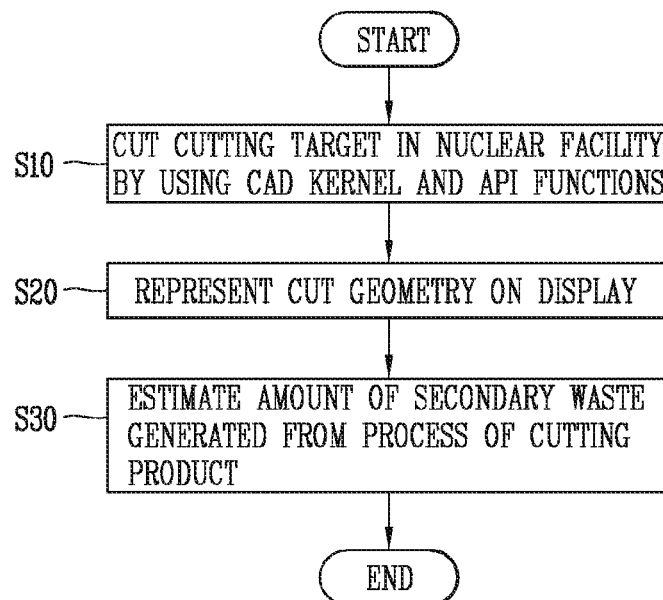 START
S10
CUT CUTTING TARGET IN NUCLEAR FACILITY
BY USING CAD KERNEL AND API FUNCTIONS
S20
REPRESENT CUT GEOMETRY ON DISPLAY
S30
ESTIMATE AMOUNT OF SECONDARY WASTE
GENERATED FROM PROCESS OF CUTTING
PRODUCT
END